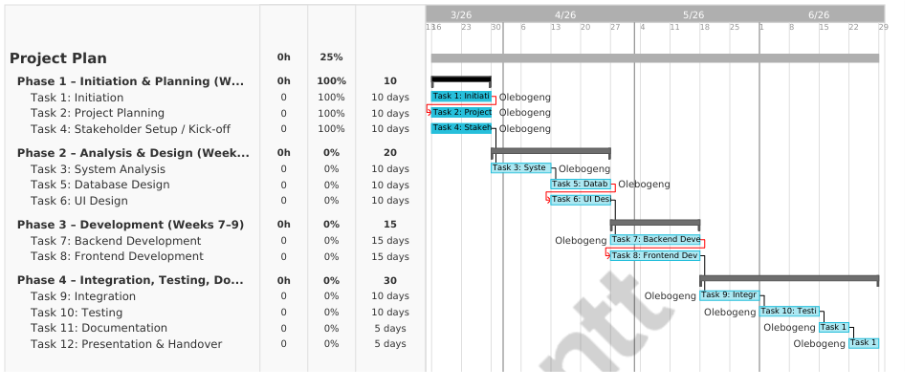 3/26 4/26 5/26 6/26
16 23 30 6 13 20 27 4 11 18 25 1 8 15 22 29
Project Plan 0h 25%
Phase 1 – Initiation & Planning (W... 0h 100% 10
Task 1: Initiation 0 100% 10 days Task 1: Initiati Olebogeng
Task 2: Project Planning 0 100% 10 days Task 2: Project Olebogeng
Task 4: Stakeholder Setup / Kick-off 0 100% 10 days Task 4: Stakeh Olebogeng
Phase 2 – Analysis & Design (Week... 0h 0% 20
Task 3: System Analysis 0 0% 10 days Task 3: Syste Olebogeng
Task 5: Database Design 0 0% 10 days Task 5: Datab Olebogeng
Task 6: UI Design 0 0% 10 days Task 6: UI Des
Phase 3 – Development (Weeks 7–9) 0h 0% 15
Task 7: Backend Development 0 0% 15 days Olebogeng Task 7: Backend Deve
Task 8: Frontend Development 0 0% 15 days Task 8: Frontend Dev
Phase 4 – Integration, Testing, Do... 0h 0% 30
Task 9: Integration 0 0% 10 days Olebogeng Task 9: Integr
Task 10: Testing 0 0% 10 days Olebogeng Task 10: Testi
Task 11: Documentation 0 0% 5 days Olebogeng Task 1
Task 12: Presentation & Handover 0 0% 5 days Olebogeng Task 1
ntt